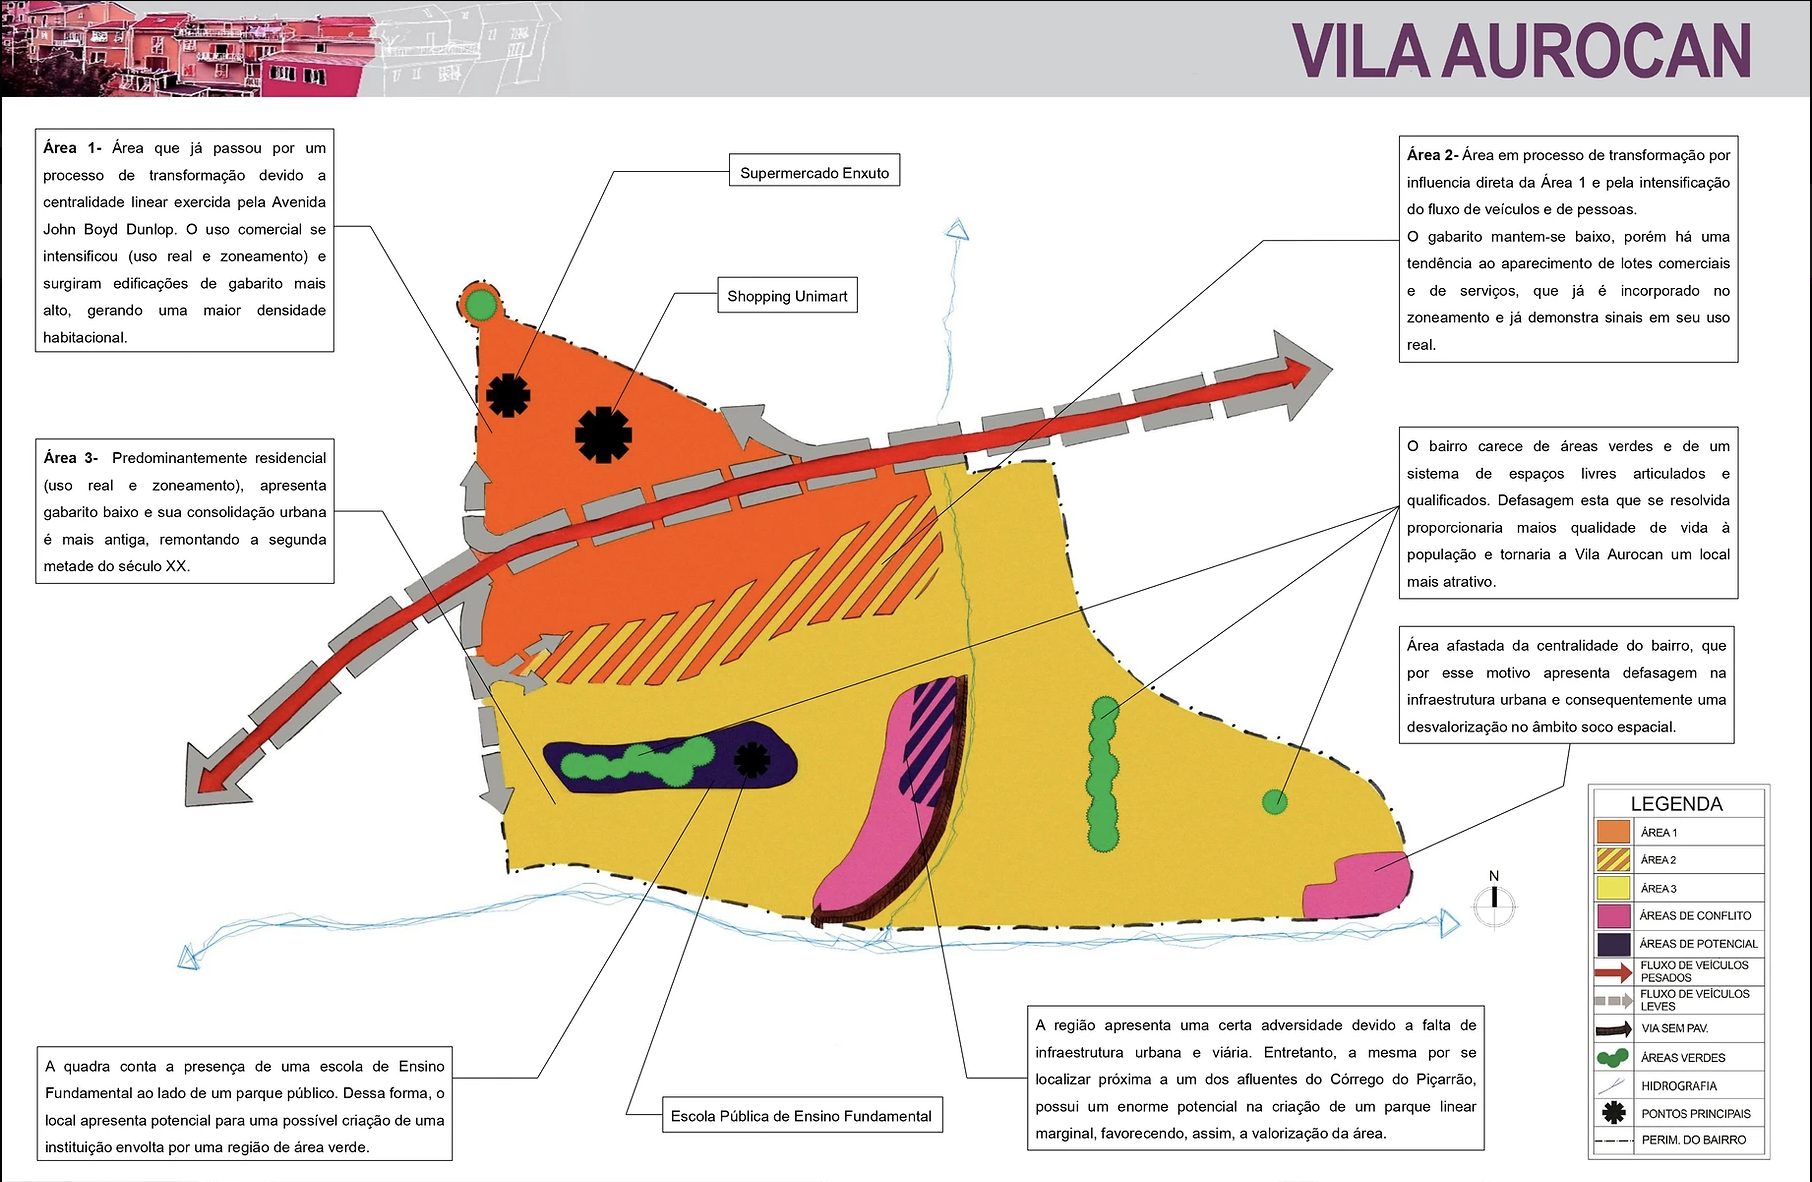 VILA AUROCAN
Área 1- Área que já passou por um
processo de transformação devido a
centralidade linear exercida pela Avenida
John Boyd Dunlop. O uso comercial se
intensificou (uso real e zoneamento) e
surgiram edificações de gabarito mais
alto, gerando uma maior densidade
habitacional.
Supermercado Enxuto
Shopping Unimart
Área 2- Área em processo de transformação por
influencia direta da Área 1 e pela intensificação
do fluxo de veículos e de pessoas.
O gabarito mantem-se baixo, porém há uma
tendência ao aparecimento de lotes comerciais
e de serviços, que já é incorporado no
zoneamento e já demonstra sinais em seu uso
real.
Área 3- Predominantemente residencial
(uso real e zoneamento), apresenta
gabarito baixo e sua consolidação urbana
é mais antiga, remontando a segunda
metade do século XX.
O bairro carece de áreas verdes e de um
sistema de espaços livres articulados e
qualificados. Defasagem esta que se resolvida
proporcionaria maios qualidade de vida à
população e tornaria a Vila Aurocan um local
mais atrativo.
Área afastada da centralidade do bairro, que
por esse motivo apresenta defasagem na
infraestrutura urbana e consequentemente uma
desvalorização no âmbito soco espacial.
N
LEGENDA
ÁREA 1
ÁREA 2
ÁREA 3
ÁREAS DE CONFLITO
ÁREAS DE POTENCIAL
FLUXO DE VEÍCULOS
PESADOS
FLUXO DE VEÍCULOS
LEVES
VIA SEM PAV.
ÁREAS VERDES
HIDROGRAFIA
PONTOS PRINCIPAIS
PERIM. DO BAIRRO
A quadra conta a presença de uma escola de Ensino
Fundamental ao lado de um parque público. Dessa forma, o
local apresenta potencial para uma possível criação de uma
instituição envolta por uma região de área verde.
Escola Pública de Ensino Fundamental
A região apresenta uma certa adversidade devido a falta de
infraestrutura urbana e viária. Entretanto, a mesma por se
localizar próxima a um dos afluentes do Córrego do Piçarrão,
possui um enorme potencial na criação de um parque linear
marginal, favorecendo, assim, a valorização da área.